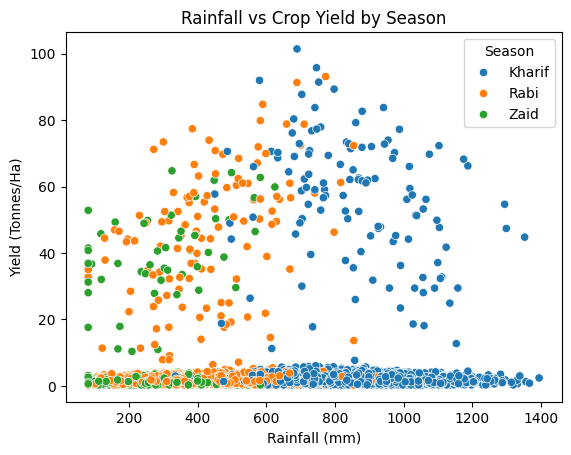 Rainfall vs Crop Yield by Season
Season
Kharif
Rabi
Zaid
Yield (Tonnes/Ha)
100
80
60
40
20
0
200 400 600 800 1000 1200 1400
Rainfall (mm)